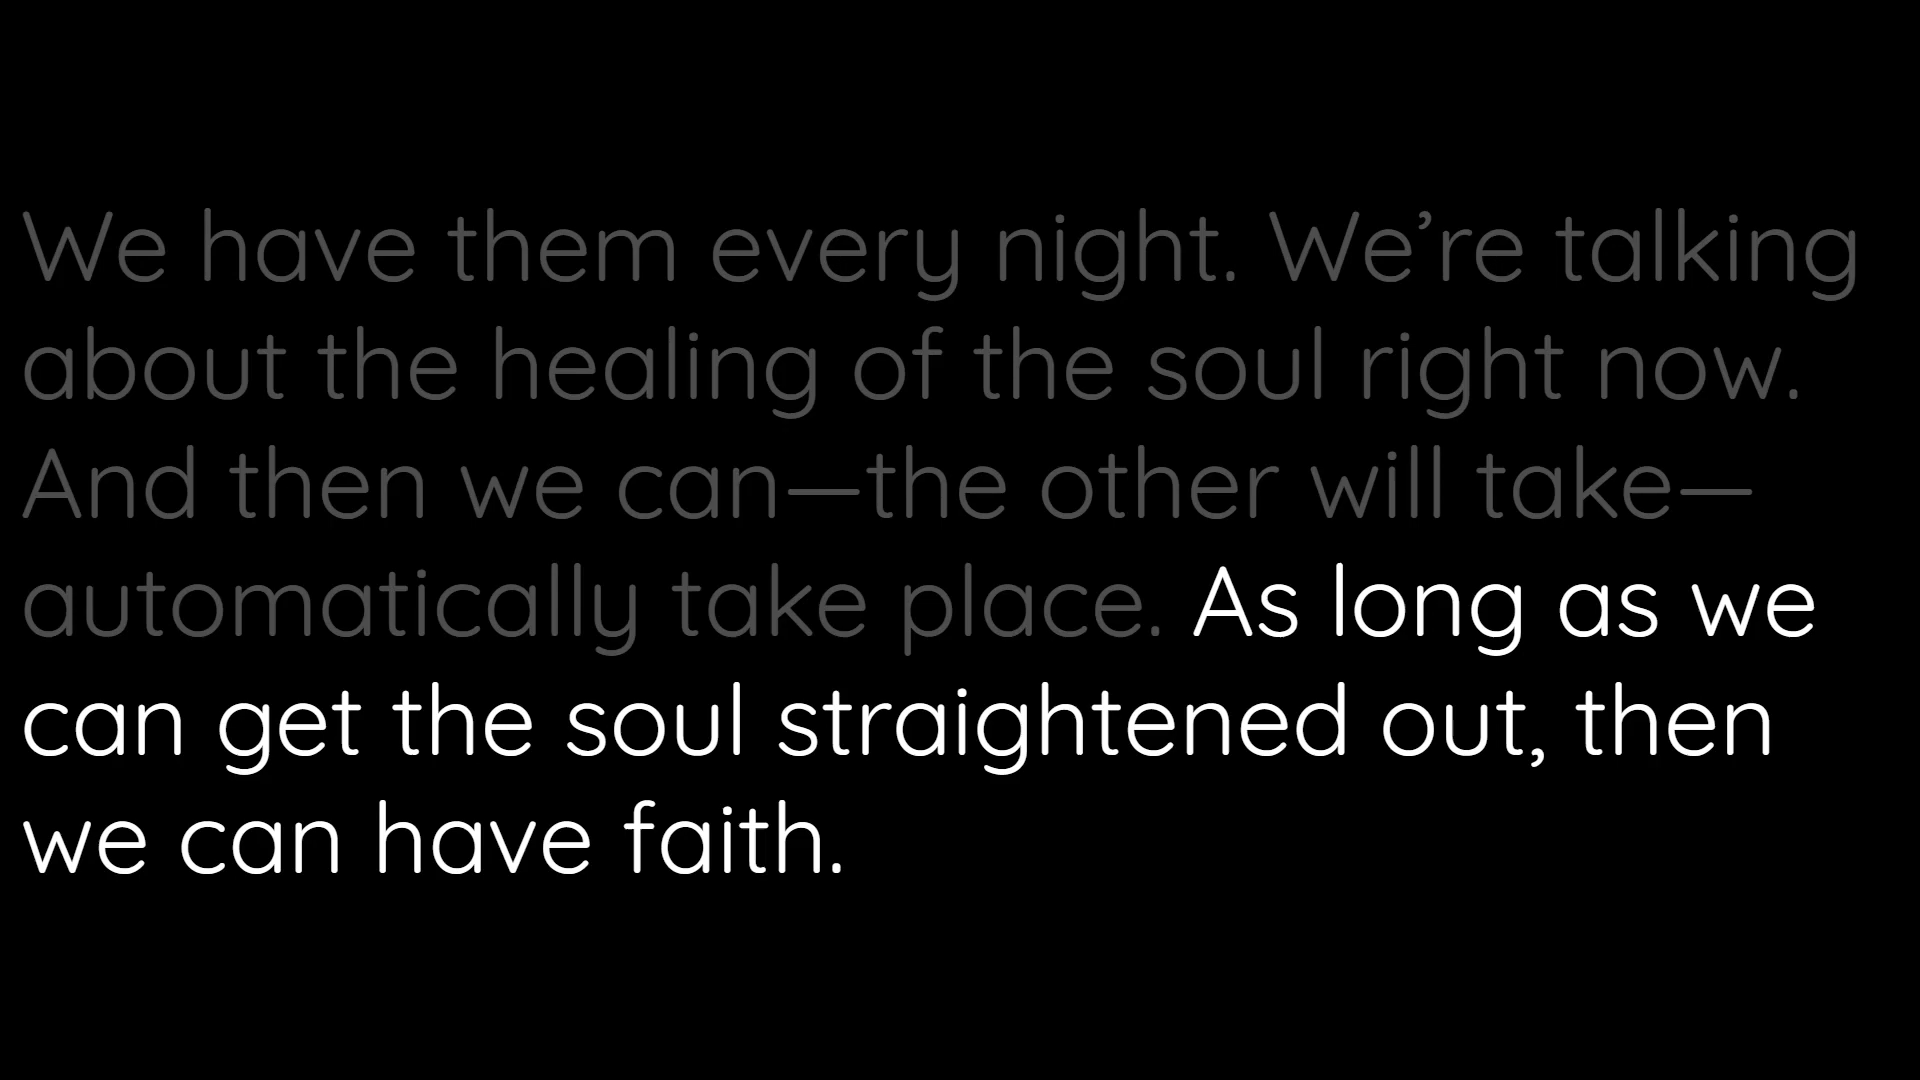 We have them every night. We’re talking
about the healing of the soul right now.
And then we can—the other will take—
automatically take place. As long as we
can get the soul straightened out, then
we can have faith.